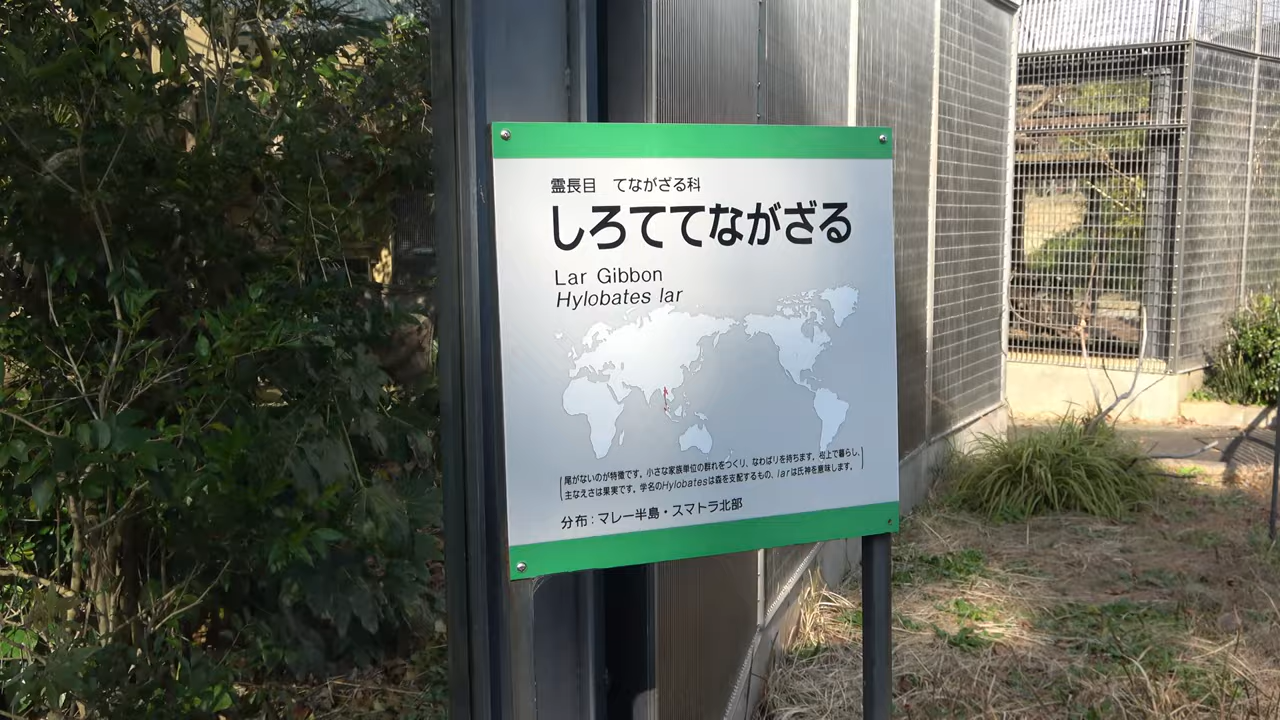 霊長目 てながざる科
しろててながざる
Lar Gibbon
Hylobates lar
尾がないのが特徴です。小さな家族単位の群れをつくり、なわばりを持ちます。樹上で暮らし、
主なえさは果実です。学名のHylobatesは森を支配するもの、larは氏神を意味します。
分布：マレー半島・スマトラ北部